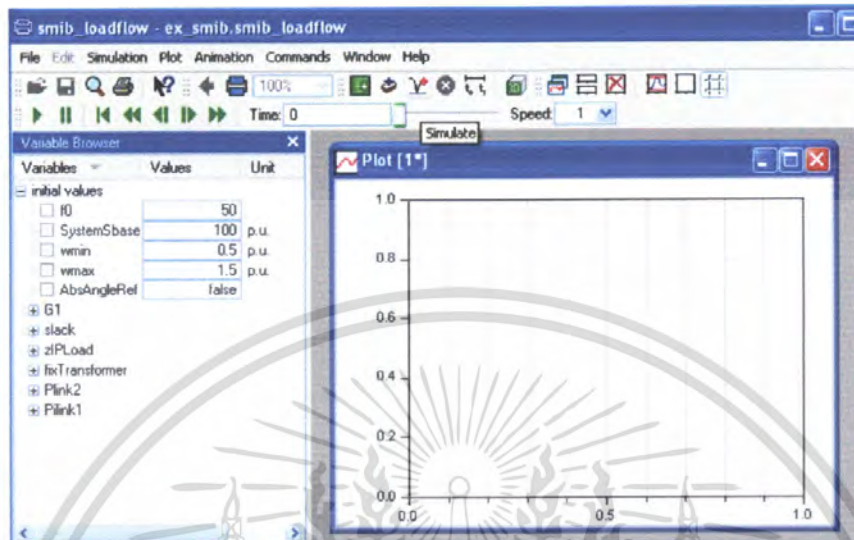 smib_loadflow - ex_smib.smib_loadflow
File Edit Simulation Plot Animation Commands Window Help
100%
Time: 0 Speed: 1
Simulate
Variable Browser
Variables Values Unit
initial values
f0 50
SystemSbase 100 p.u.
wmin 0.5 p.u.
wmax 1.5 p.u.
AbsAngleRef false
G1
slack
zIPLoad
fixTransformer
Plink2
Pilink1
Plot [1*]
1.0
0.8
0.6
0.4
0.2
0.0
0.0 0.5 1.0